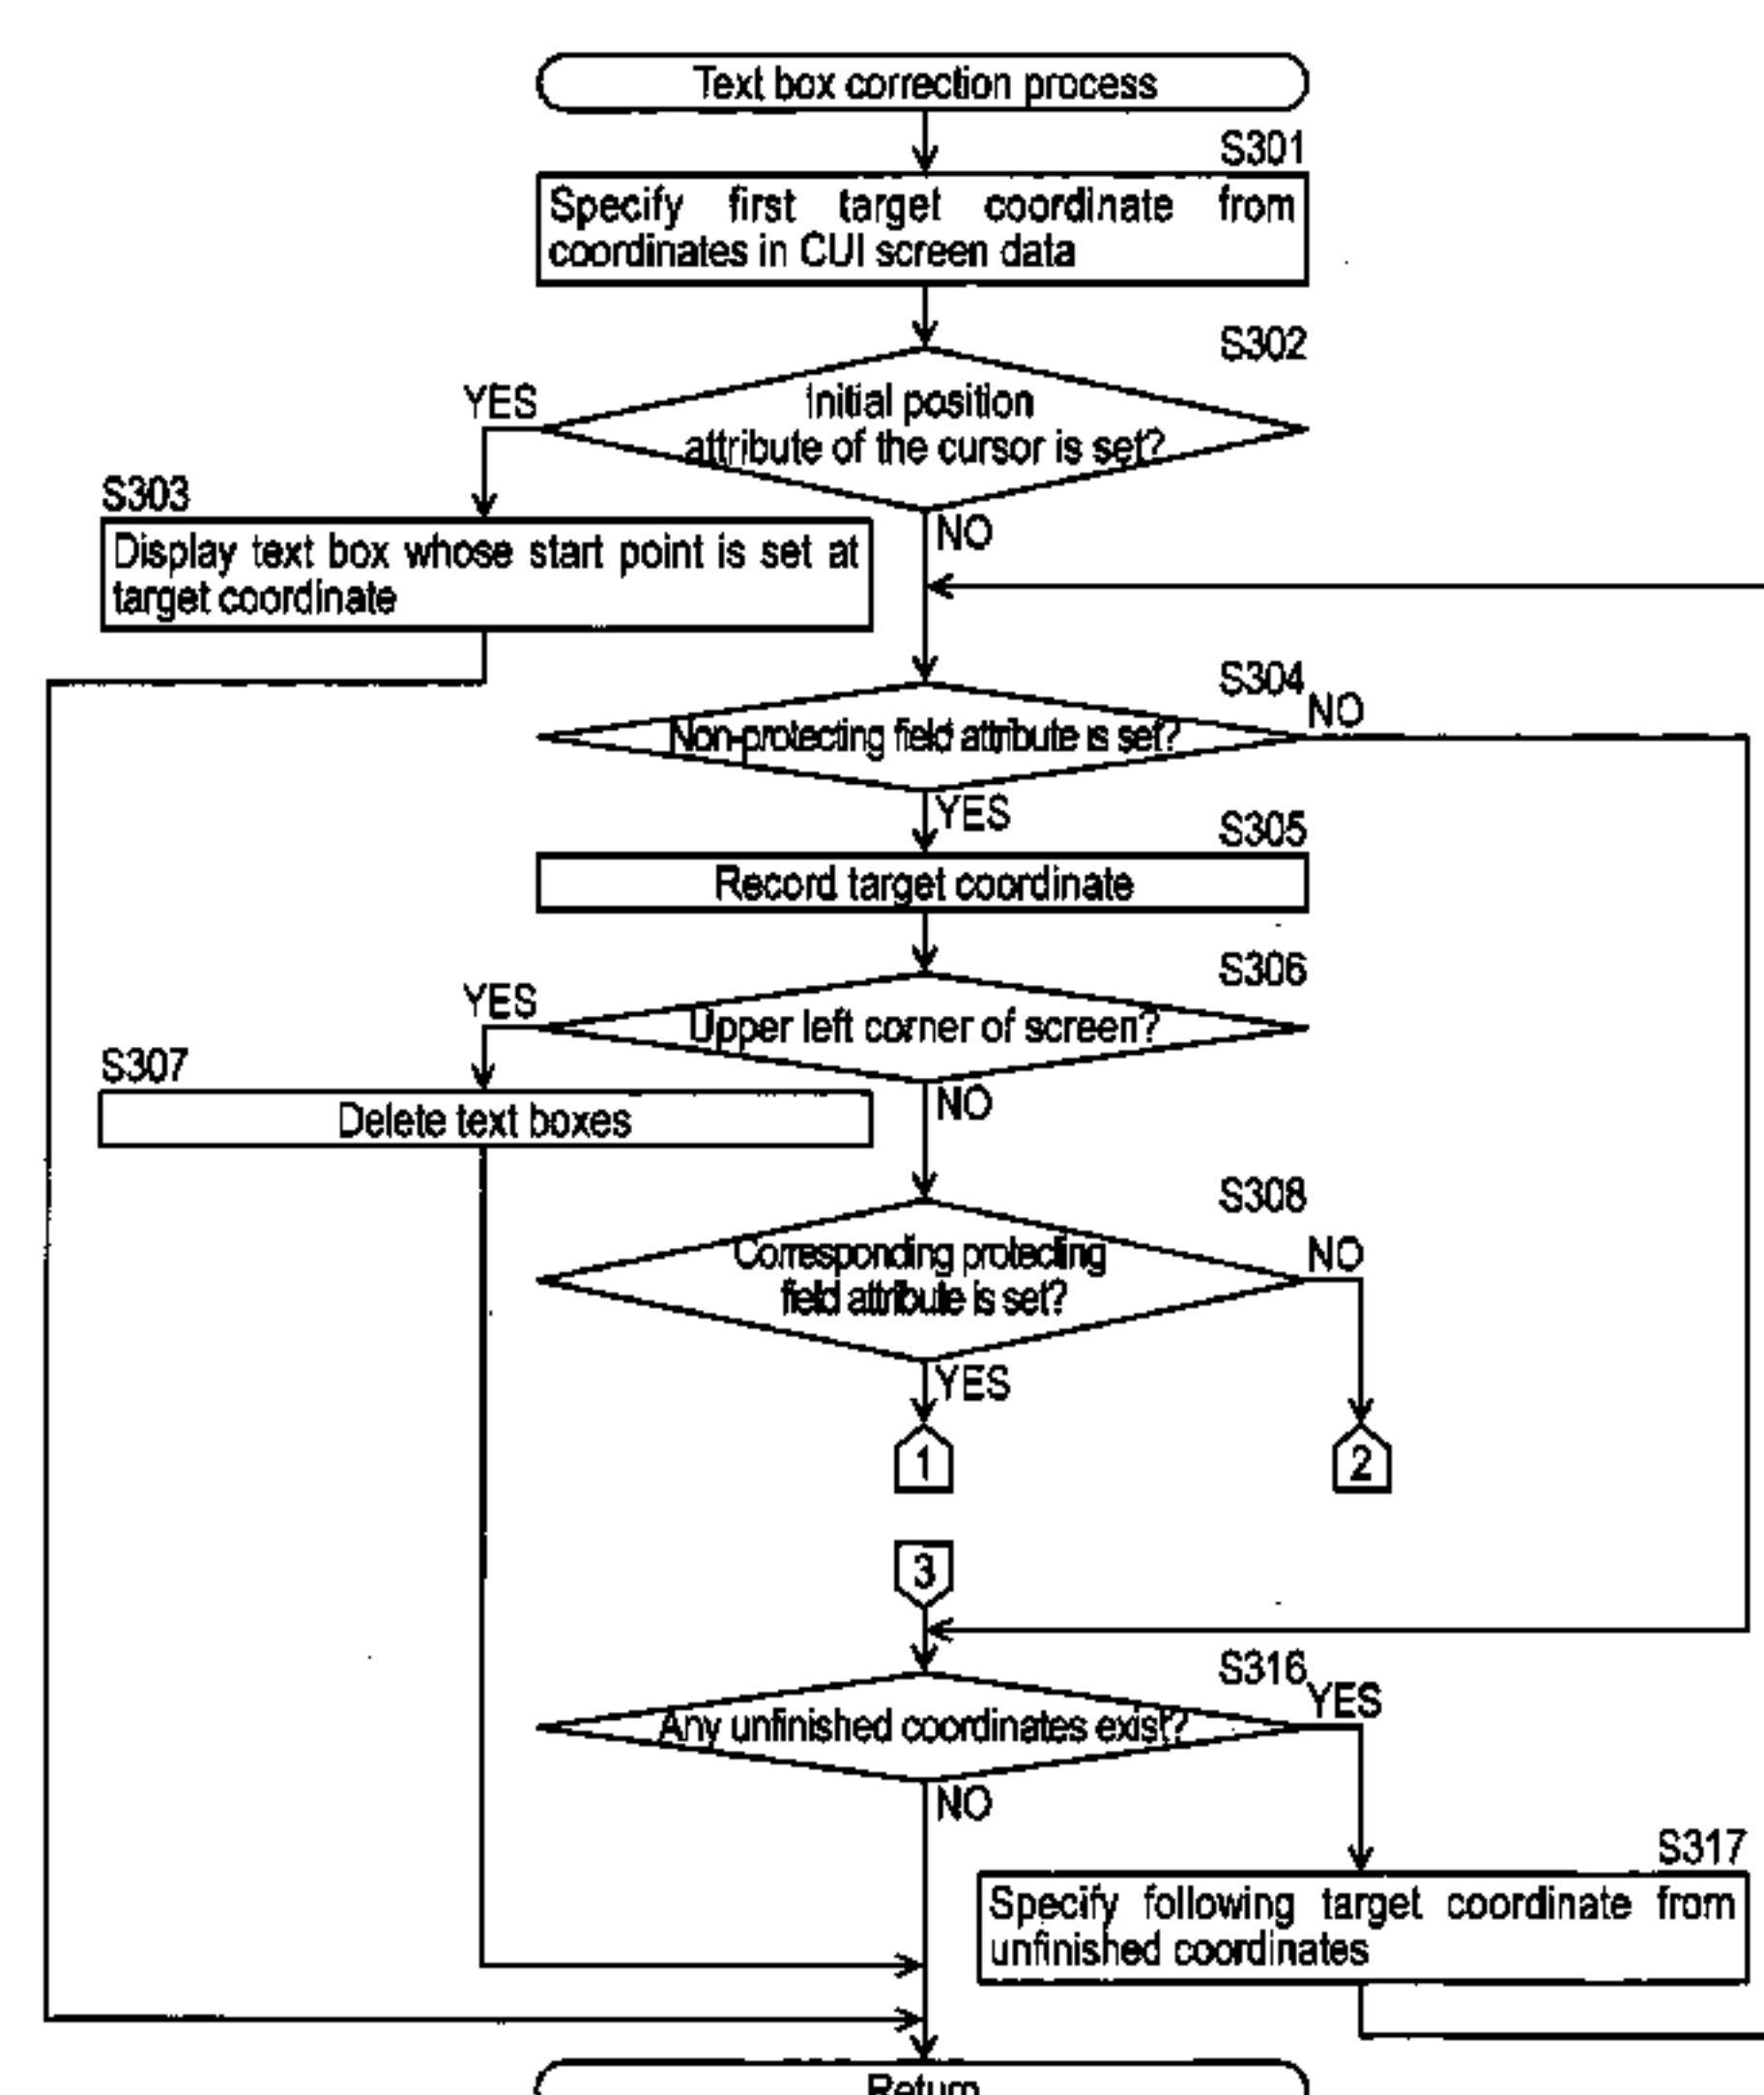 Text box correction process
S301
Specify first target coordinate from
coordinates in CUI screen data
S302
YES
Initial position
attribute of the cursor is set?
NO
S303
Display text box whose start point is set at
target coordinate
S304
NO
Non-protecting field attribute is set?
YES
S305
Record target coordinate
S306
YES
Upper left corner of screen?
NO
S307
Delete text boxes
S308
NO
Corresponding protecting
field attribute is set?
YES
1
2
3
S316
YES
Any unfinished coordinates exist?
NO
S317
Specify following target coordinate from
unfinished coordinates
Return